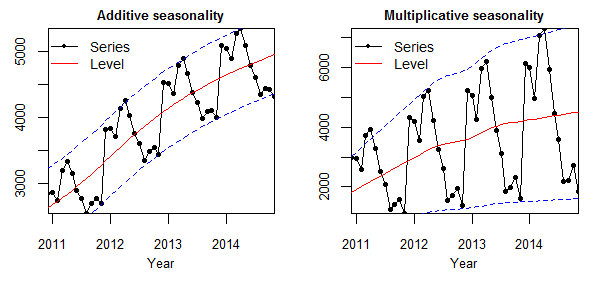 Additive seasonality
Series
Level
5000
4000
3000
2011
2012
2013
2014
Year
Multiplicative seasonality
Series
Level
6000
4000
2000
2011
2012
2013
2014
Year